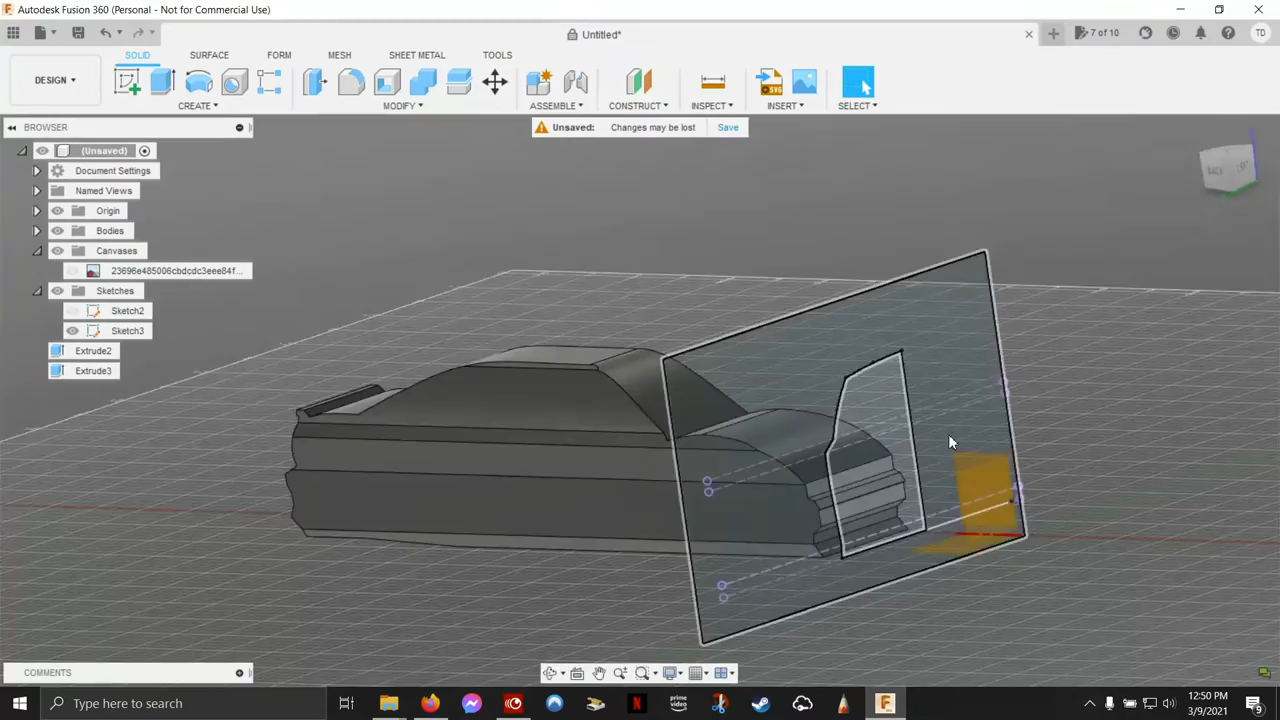 Autodesk Fusion 360 (Personal - Not for Commercial Use)
Untitled*
7 of 10
TD
DESIGN
SOLID
SURFACE
FORM
MESH
SHEET METAL
TOOLS
CREATE
MODIFY
ASSEMBLE
CONSTRUCT
INSPECT
INSERT
SELECT
SVG
BROWSER
Unsaved: Changes may be lost Save
(Unsaved)
Document Settings
Named Views
Origin
Bodies
Canvases
23696e485006cbdcdc3eee84f...
Sketches
Sketch2
Sketch3
Extrude2
Extrude3
BACK
COMMENTS
Type here to search
12:50 PM
3/9/2021